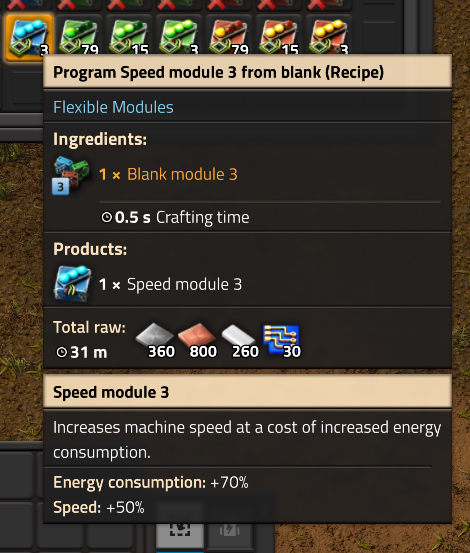 3 79 15 3 79 15 3
Program Speed module 3 from blank (Recipe)
Flexible Modules
Ingredients:
3
1 × Blank module 3
0.5 s Crafting time
Products:
1 × Speed module 3
Total raw:
31 m
360 800 260 30
Speed module 3
Increases machine speed at a cost of increased energy
consumption.
Energy consumption: +70%
Speed: +50%